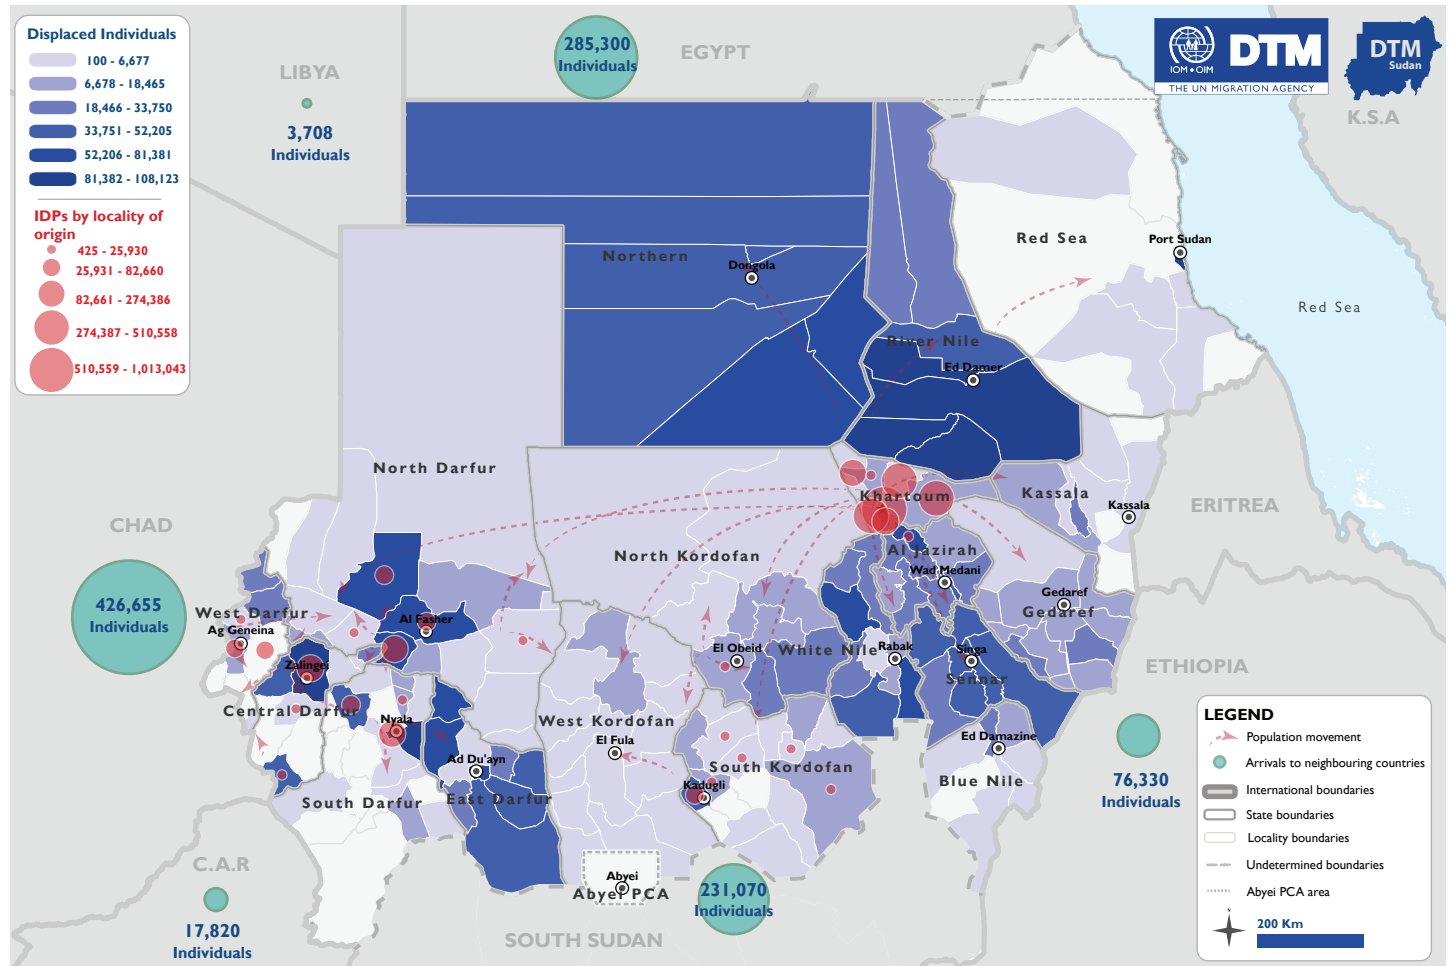 Displaced Individuals
100 - 6,677
6,678 - 18,465
18,466 - 33,750
33,751 - 52,205
52,206 - 81,381
81,382 - 108,123
IDPs by locality of
origin
425 - 25,930
25,931 - 82,660
82,661 - 274,386
274,387 - 510,558
510,559 - 1,013,043
LIBYA
3,708
Individuals
285,300
Individuals
EGYPT
IOM • OIM
DTM
THE UN MIGRATION AGENCY
DTM
Sudan
K.S.A
Northern
Dongola
Red Sea
Port Sudan
Red Sea
River Nile
Ed Damer
North Darfur
Khartoum
Kassala
Kassala
ERITREA
CHAD
426,655
Individuals
North Kordofan
Al Jazirah
Wad Medani
Gedaref
Gedaref
West Darfur
Ag Geneina
Al Fasher
Zalingei
El Obeid
White Nile
Rabak
Singa
Sennar
ETHIOPIA
Central Darfur
Nyala
West Kordofan
El Fula
Ed Damazine
Blue Nile
76,330
Individuals
Ad Du'ayn
East Darfur
South Darfur
South Kordofan
Kadugli
C.A.R
17,820
Individuals
Abyei
Abyei PCA
231,070
Individuals
SOUTH SUDAN
LEGEND
Population movement
Arrivals to neighbouring countries
International boundaries
State boundaries
Locality boundaries
Undetermined boundaries
Abyei PCA area
N
200 Km